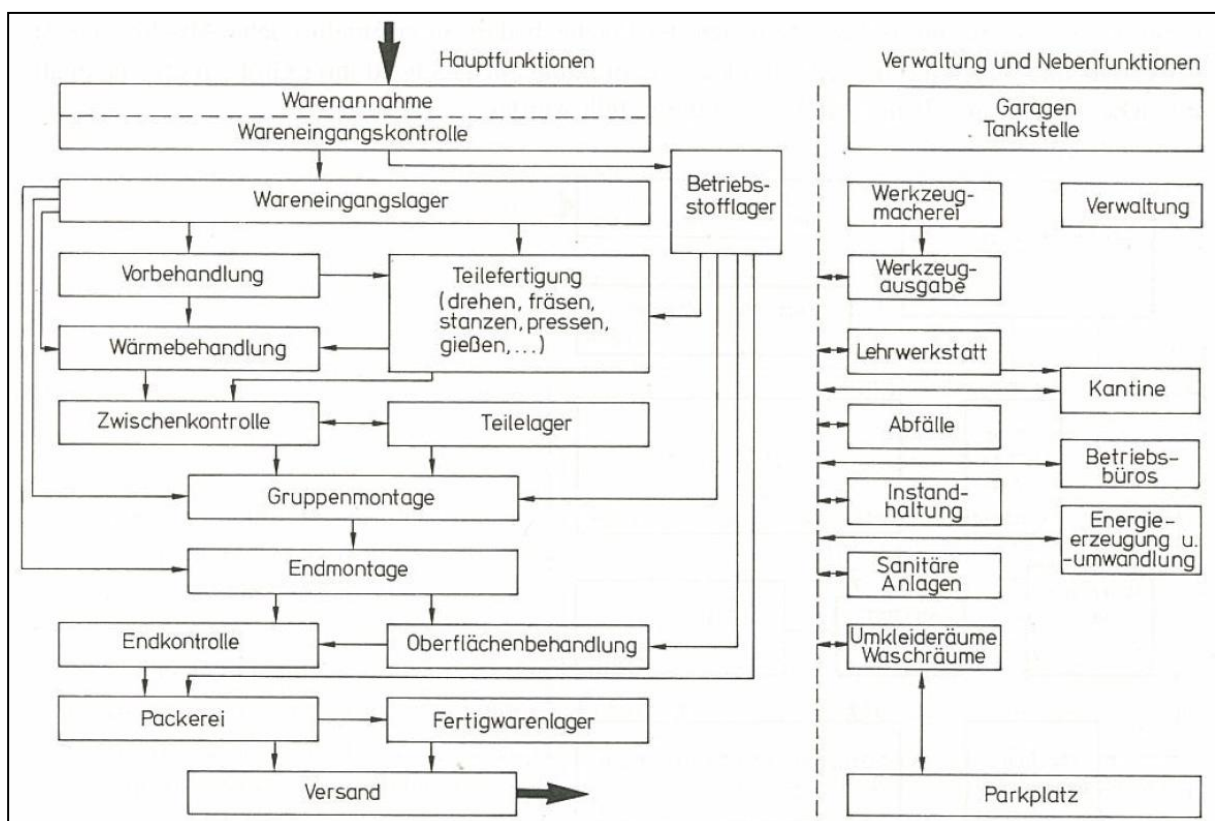 Hauptfunktionen
Warenannahme
Wareneingangskontrolle
Wareneingangslager
Betriebs-
stofflager
Vorbehandlung
Teilefertigung
(drehen, fräsen,
stanzen, pressen,
gießen,...)
Wärmebehandlung
Zwischenkontrolle
Teilelager
Gruppenmontage
Endmontage
Endkontrolle
Oberflächenbehandlung
Packerei
Fertigwarenlager
Versand
Verwaltung und Nebenfunktionen
Garagen
Tankstelle
Werkzeug-
macherei
Verwaltung
Werkzeug-
ausgabe
Lehrwerkstatt
Kantine
Abfälle
Betriebs-
büros
Instand-
haltung
Energie-
erzeugung u.
-umwandlung
Sanitäre
Anlagen
Umkleideräume
Waschräume
Parkplatz